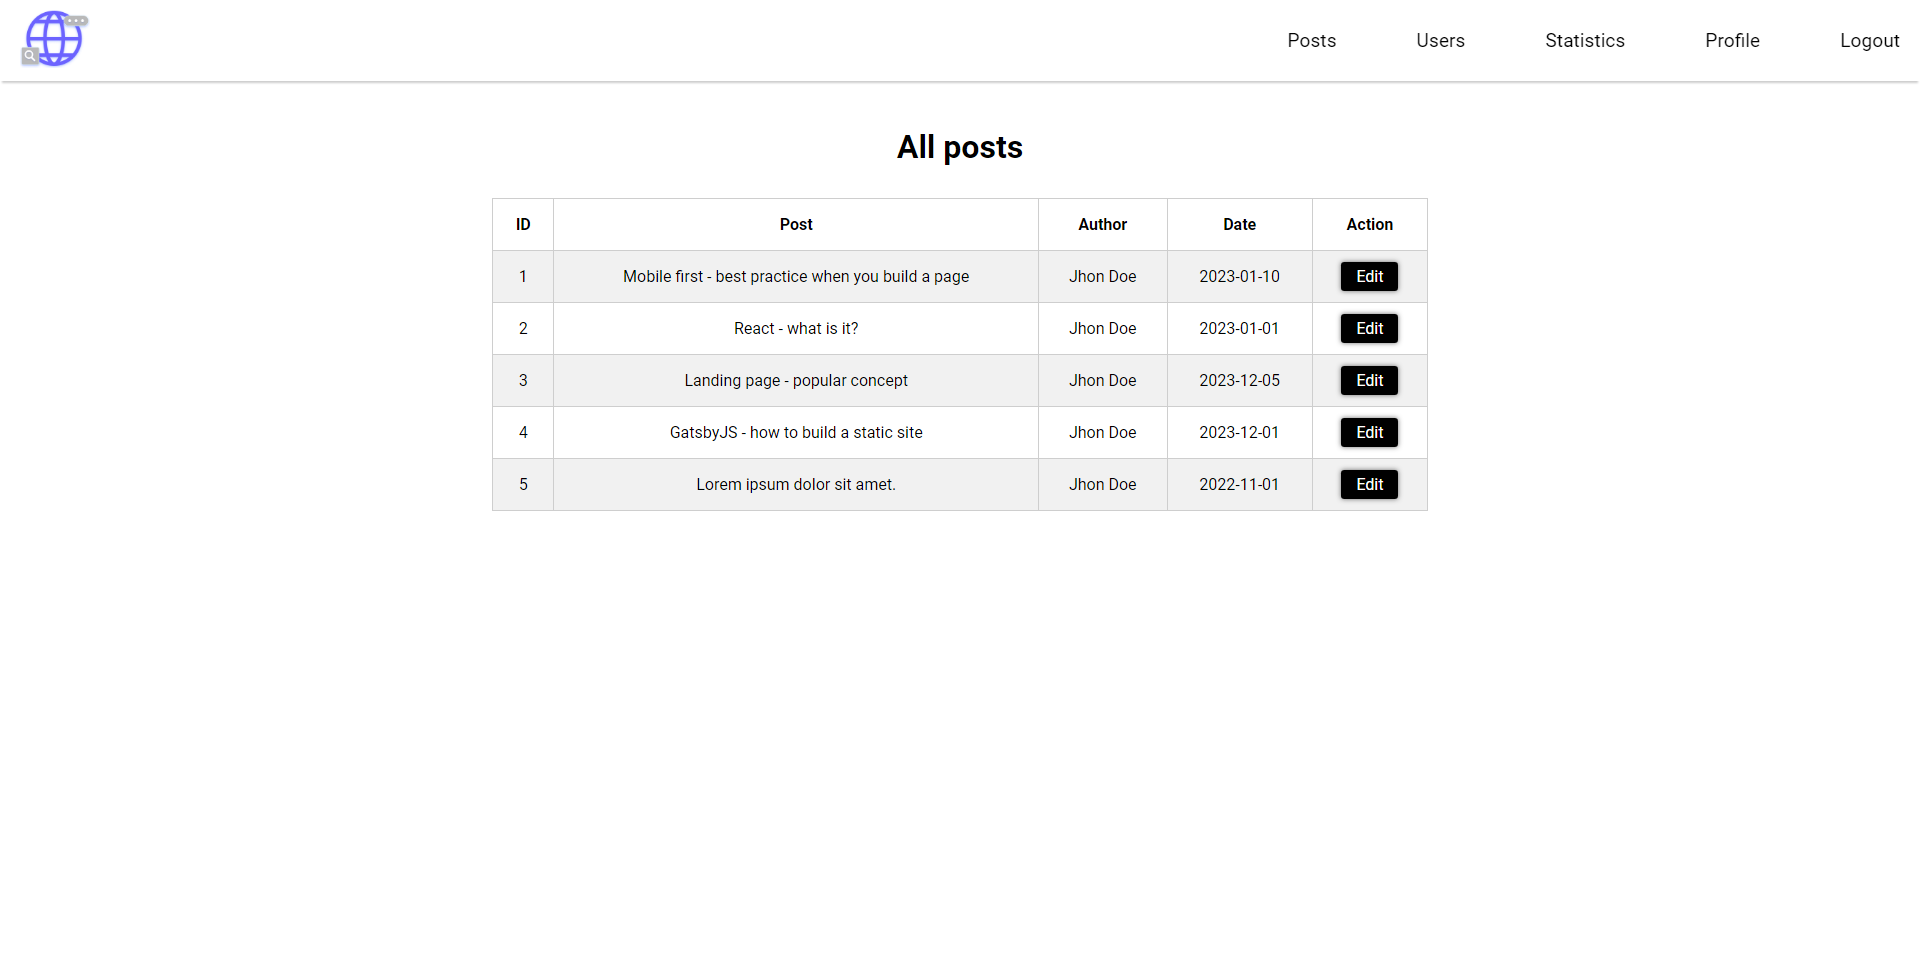 Posts Users Statistics Profile Logout
All posts
ID Post Author Date Action
1 Mobile first - best practice when you build a page Jhon Doe 2023-01-10 Edit
2 React - what is it? Jhon Doe 2023-01-01 Edit
3 Landing page - popular concept Jhon Doe 2023-12-05 Edit
4 GatsbyJS - how to build a static site Jhon Doe 2023-12-01 Edit
5 Lorem ipsum dolor sit amet. Jhon Doe 2022-11-01 Edit